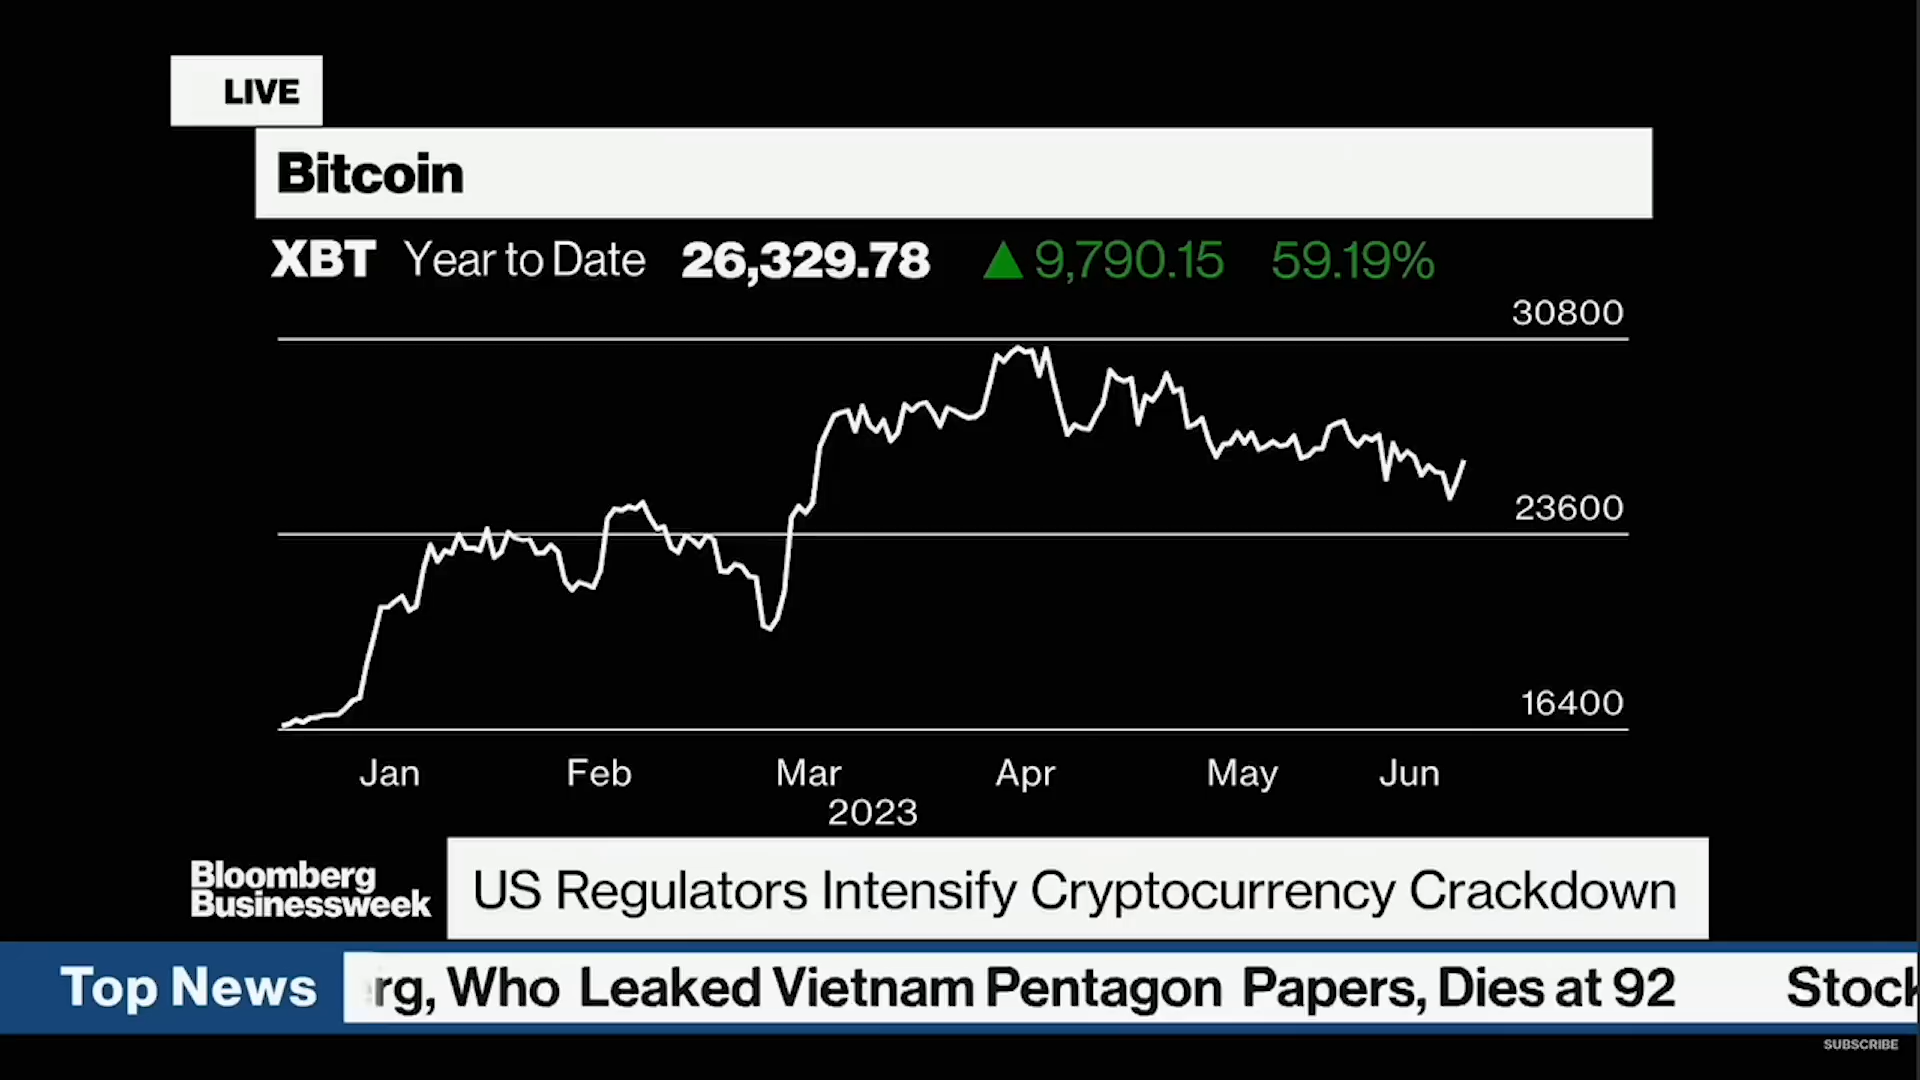 LIVE
Bitcoin
XBT Year to Date 26,329.78 ▲ 9,790.15 59.19%
30800
23600
16400
Jan Feb Mar Apr May Jun
2023
Bloomberg
Businessweek
US Regulators Intensify Cryptocurrency Crackdown
Top News rg, Who Leaked Vietnam Pentagon Papers, Dies at 92 Stock
SUBSCRIBE